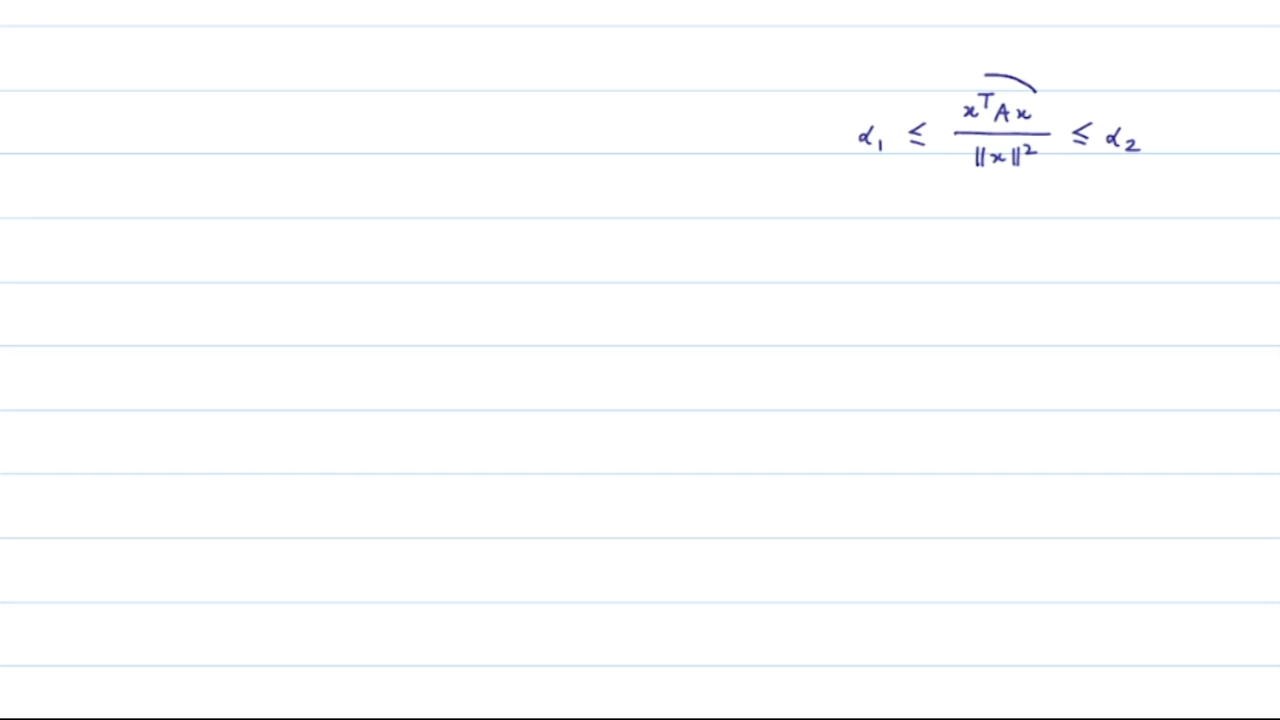 α₁ ≤ xᵀAx / ||x||² ≤ α₂